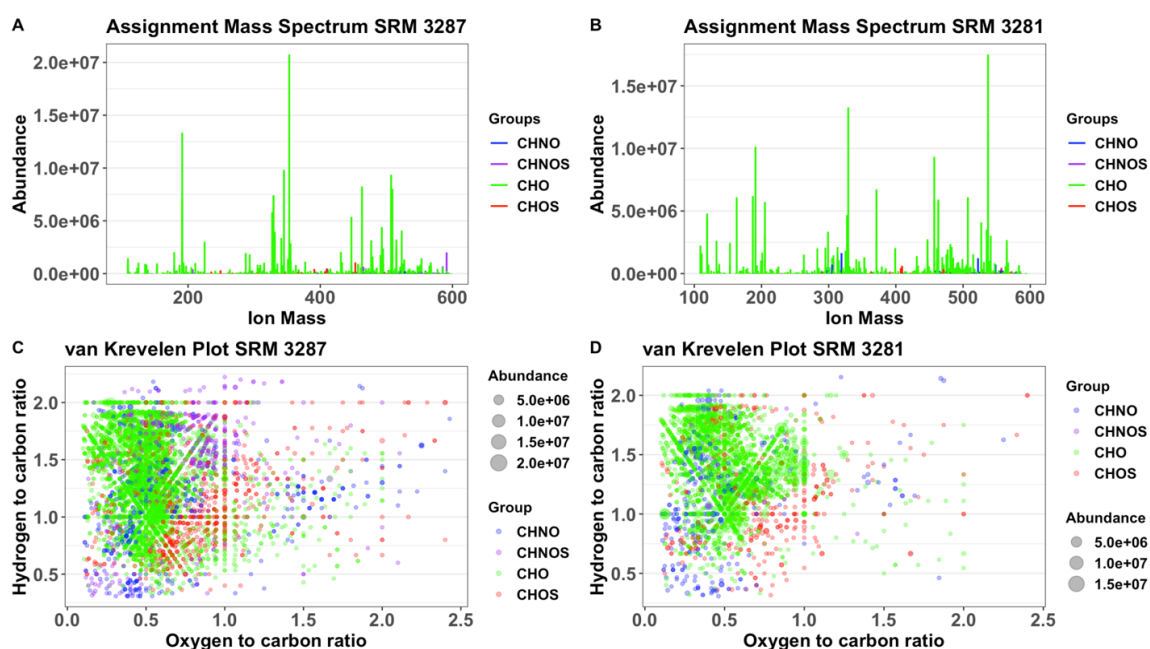 A
Assignment Mass Spectrum SRM 3287
Abundance
2.0e+07
1.5e+07
1.0e+07
5.0e+06
0.0e+00
200
400
600
Ion Mass
Groups
CHNO
CHNOS
CHO
CHOS
B
Assignment Mass Spectrum SRM 3281
Abundance
1.5e+07
1.0e+07
5.0e+06
0.0e+00
100
200
300
400
500
600
Ion Mass
Groups
CHNO
CHNOS
CHO
CHOS
C
van Krevelen Plot SRM 3287
Hydrogen to carbon ratio
2.0
1.5
1.0
0.5
0.0
0.5
1.0
1.5
2.0
2.5
Oxygen to carbon ratio
Abundance
5.0e+06
1.0e+07
1.5e+07
2.0e+07
Group
CHNO
CHNOS
CHO
CHOS
D
van Krevelen Plot SRM 3281
Hydrogen to carbon ratio
2.0
1.5
1.0
0.5
0.0
0.5
1.0
1.5
2.0
2.5
Oxygen to carbon ratio
Group
CHNO
CHNOS
CHO
CHOS
Abundance
5.0e+06
1.0e+07
1.5e+07